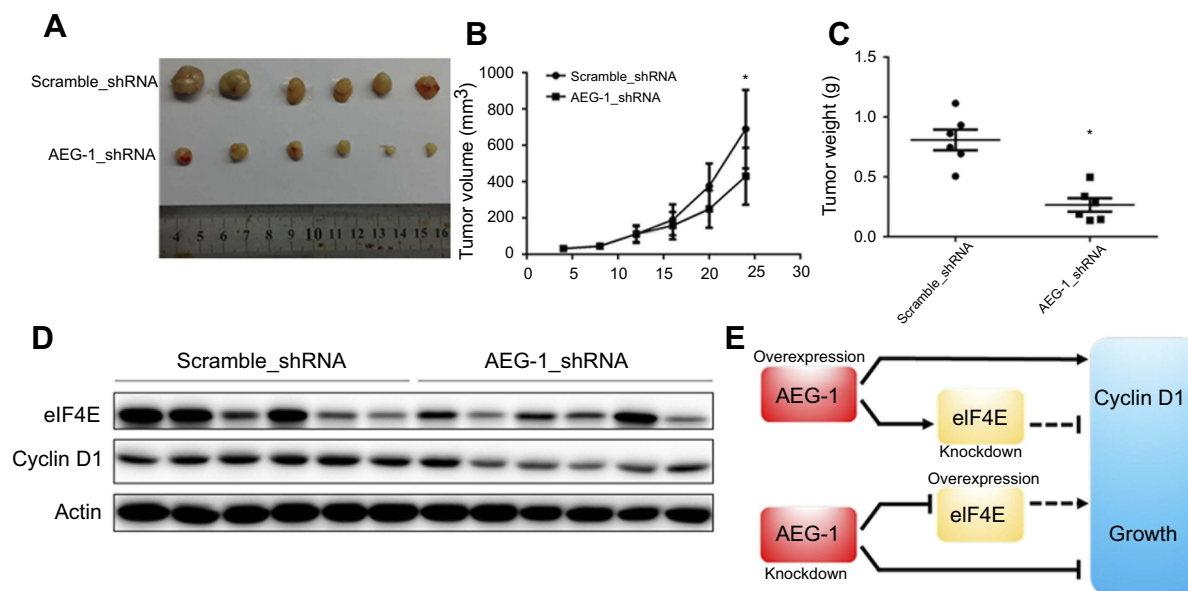 A
Scramble_shRNA
AEG-1_shRNA
4 5 6 7 8 9 10 11 12 13 14 15 16
B
Tumor volume (mm3)
1000
800
600
400
200
0
0 5 10 15 20 25 30
Scramble_shRNA
AEG-1_shRNA
*
C
Tumor weight (g)
1.5
1.0
0.5
0.0
*
Scramble_shRNA
AEG-1_shRNA
D
Scramble_shRNA AEG-1_shRNA
eIF4E
Cyclin D1
Actin
E
Overexpression
AEG-1
eIF4E
Knockdown
Cyclin D1
Overexpression
eIF4E
AEG-1
Knockdown
Growth